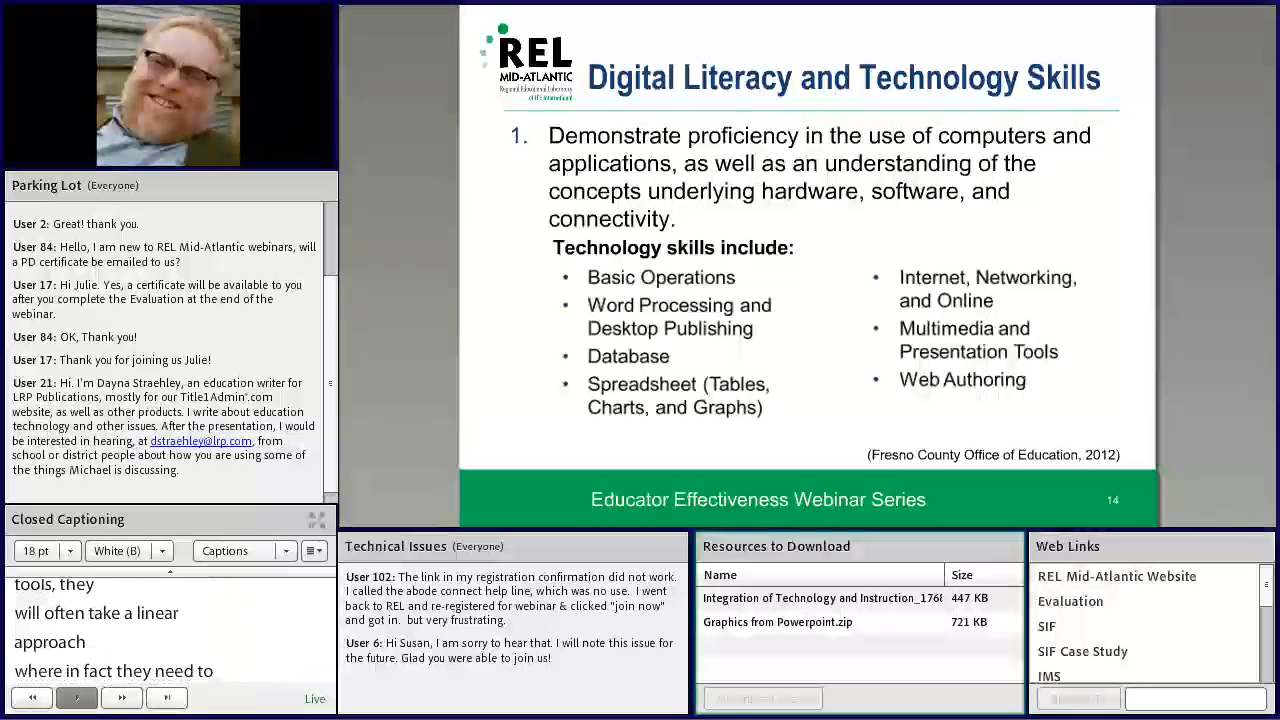 REL
MID-ATLANTIC
Regional Educational Laboratory
At ICF International
Digital Literacy and Technology Skills
1. Demonstrate proficiency in the use of computers and
applications, as well as an understanding of the
concepts underlying hardware, software, and
connectivity.
Technology skills include:
• Basic Operations
• Word Processing and
Desktop Publishing
• Database
• Spreadsheet (Tables,
Charts, and Graphs)
• Internet, Networking,
and Online
• Multimedia and
Presentation Tools
• Web Authoring
(Fresno County Office of Education, 2012)
Educator Effectiveness Webinar Series
14
Parking Lot (Everyone)
User 2: Great! thank you.
User 84: Hello, I am new to REL Mid-Atlantic webinars, will
a PD certificate be emailed to us?
User 17: Hi Julie. Yes, a certificate will be available to you
after you complete the Evaluation at the end of the
webinar.
User 84: OK, Thank you!
User 17: Thank you for joining us Julie!
User 21: Hi. I'm Dayna Straehley, an education writer for
LRP Publications, mostly for our Title1Admin'.com
website, as well as other products. I write about education
technology and other issues. After the presentation, I would
be interested in hearing, at dstraehley@lrp.com, from
school or district people about how you are using some of
the things Michael is discussing.
Closed Captioning
18 pt
White (B)
Captions
tools, they
will often take a linear
approach
where in fact they need to
Live
Technical Issues (Everyone)
User 102: The link in my registration confirmation did not work.
I called the abode connect help line, which was no use. I went
back to REL and re-registered for webinar & clicked "join now"
and got in. but very frustrating.
User 6: Hi Susan, I am sorry to hear that. I will note this issue for
the future. Glad you were able to join us!
Resources to Download
Name Size
Integration of Technology and Instruction_176 447 KB
Graphics from Powerpoint.zip 721 KB
Web Links
REL Mid-Atlantic Website
Evaluation
SIF
SIF Case Study
IMS